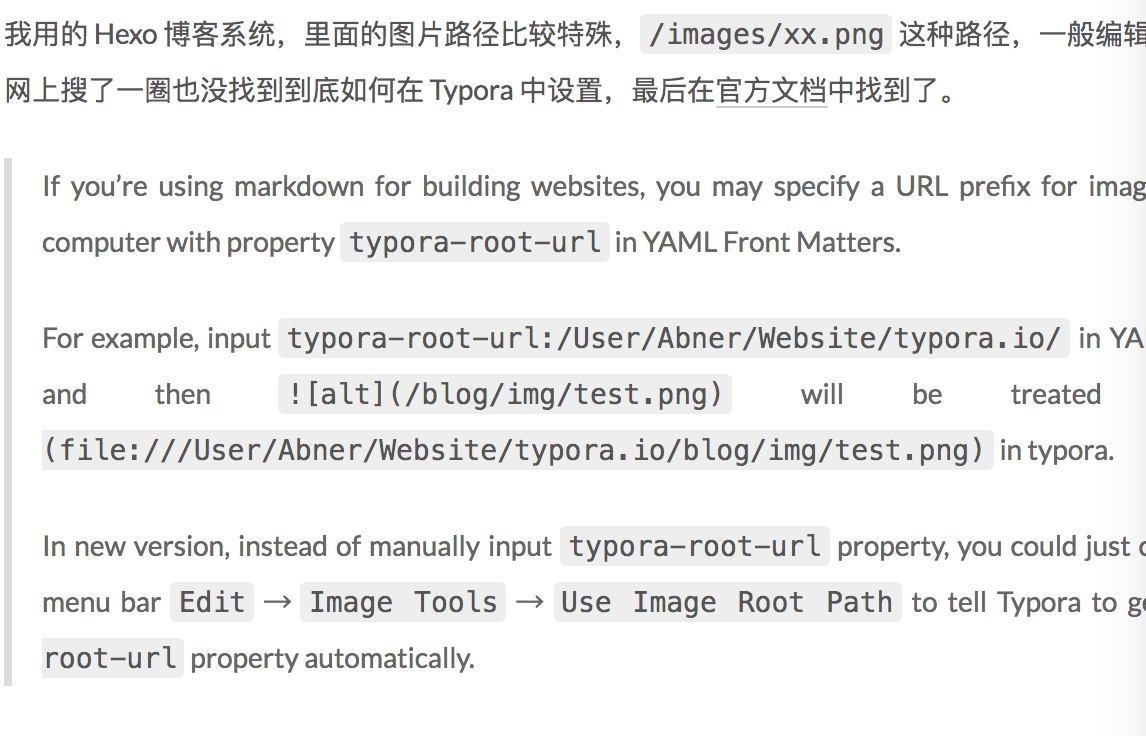 我用的 Hexo 博客系统，里面的图片路径比较特殊， /images/xx.png 这种路径，一般编辑
网上搜了一圈也没找到到底如何在 Typora 中设置，最后在官方文档中找到了。
If you’re using markdown for building websites, you may specify a URL prefix for imag
computer with property typora-root-url in YAML Front Matters.
For example, input typora-root-url:/User/Abner/Website/typora.io/ in YA
and then ![alt](/blog/img/test.png) will be treated
(file:///User/Abner/Website/typora.io/blog/img/test.png) in typora.
In new version, instead of manually input typora-root-url property, you could just
menu bar Edit → Image Tools → Use Image Root Path to tell Typora to
root-url property automatically.